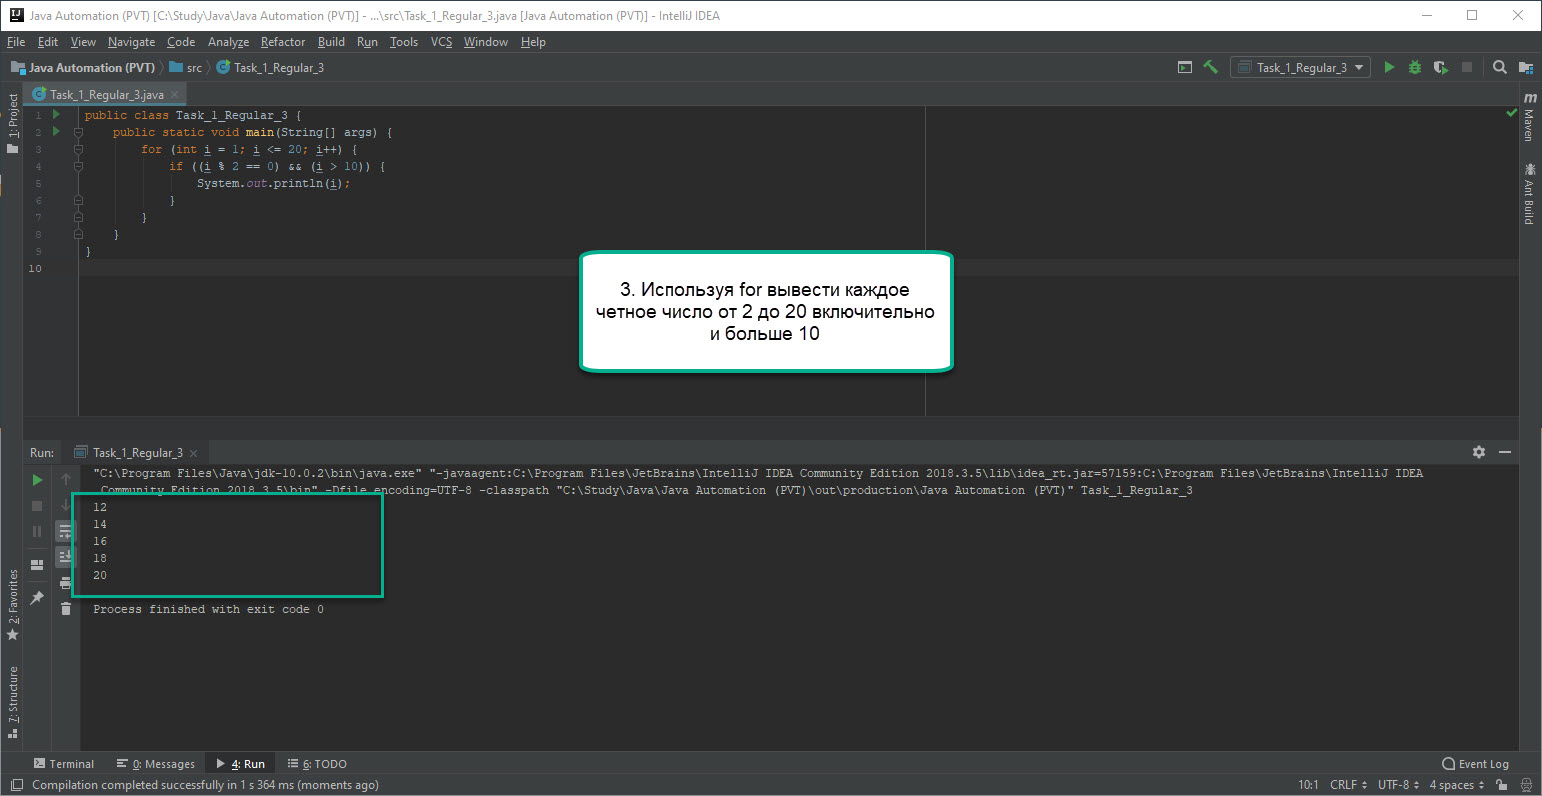 Java Automation (PVT) [C:\Study\Java\Java Automation (PVT)] - ...\src\Task_1_Regular_3.java [Java Automation (PVT)] - IntelliJ IDEA
File Edit View Navigate Code Analyze Refactor Build Run Tools VCS Window Help
Java Automation (PVT) src Task_1_Regular_3
Task_1_Regular_3
Task_1_Regular_3.java
1: Project
1 public class Task_1_Regular_3 {
2 public static void main(String[] args) {
3 for (int i = 1; i <= 20; i++) {
4 if ((i % 2 == 0) && (i > 10)) {
5 System.out.println(i);
6 }
7 }
8 }
9 }
10
Maven
Ant Build
3. Используя for вывести каждое
четное число от 2 до 20 включительно
и больше 10
Run: Task_1_Regular_3
"C:\Program Files\Java\jdk-10.0.2\bin\java.exe" "-javaagent:C:\Program Files\JetBrains\IntelliJ IDEA Community Edition 2018.3.5\lib\idea_rt.jar=57159:C:\Program Files\JetBrains\IntelliJ IDEA
Community Edition 2018.3.5\bin" -Dfile.encoding=UTF-8 -classpath "C:\Study\Java\Java Automation (PVT)\out\production\Java Automation (PVT)" Task_1_Regular_3
12
14
16
18
20
Process finished with exit code 0
2: Favorites
7: Structure
Terminal 0: Messages 4: Run 6: TODO Event Log
Compilation completed successfully in 1 s 364 ms (moments ago) 10:1 CRLF UTF-8 4 spaces